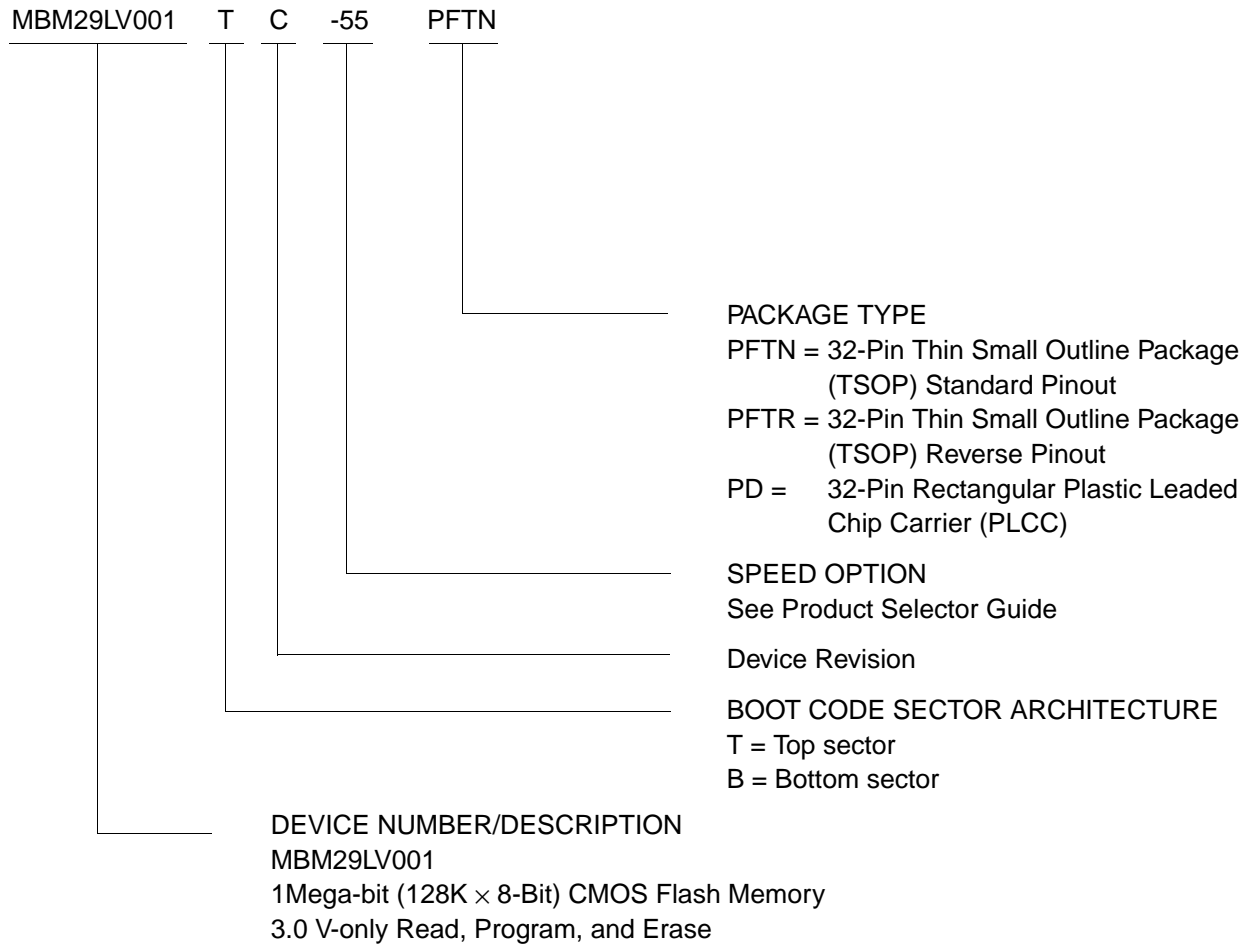 MBM29LV001 T C -55 PFTN
PACKAGE TYPE
PFTN = 32-Pin Thin Small Outline Package
(TSOP) Standard Pinout
PFTR = 32-Pin Thin Small Outline Package
(TSOP) Reverse Pinout
PD = 32-Pin Rectangular Plastic Leaded
Chip Carrier (PLCC)
SPEED OPTION
See Product Selector Guide
Device Revision
BOOT CODE SECTOR ARCHITECTURE
T = Top sector
B = Bottom sector
DEVICE NUMBER/DESCRIPTION
MBM29LV001
1Mega-bit (128K × 8-Bit) CMOS Flash Memory
3.0 V-only Read, Program, and Erase